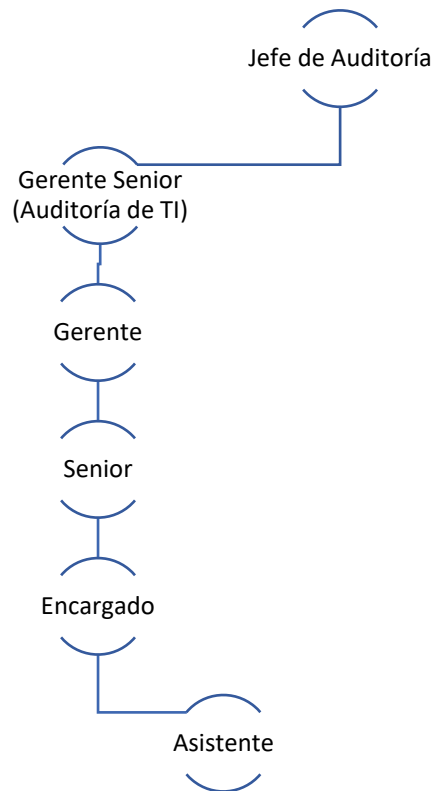 Jefe de Auditoría
Gerente Senior
(Auditoría de TI)
Gerente
Senior
Encargado
Asistente